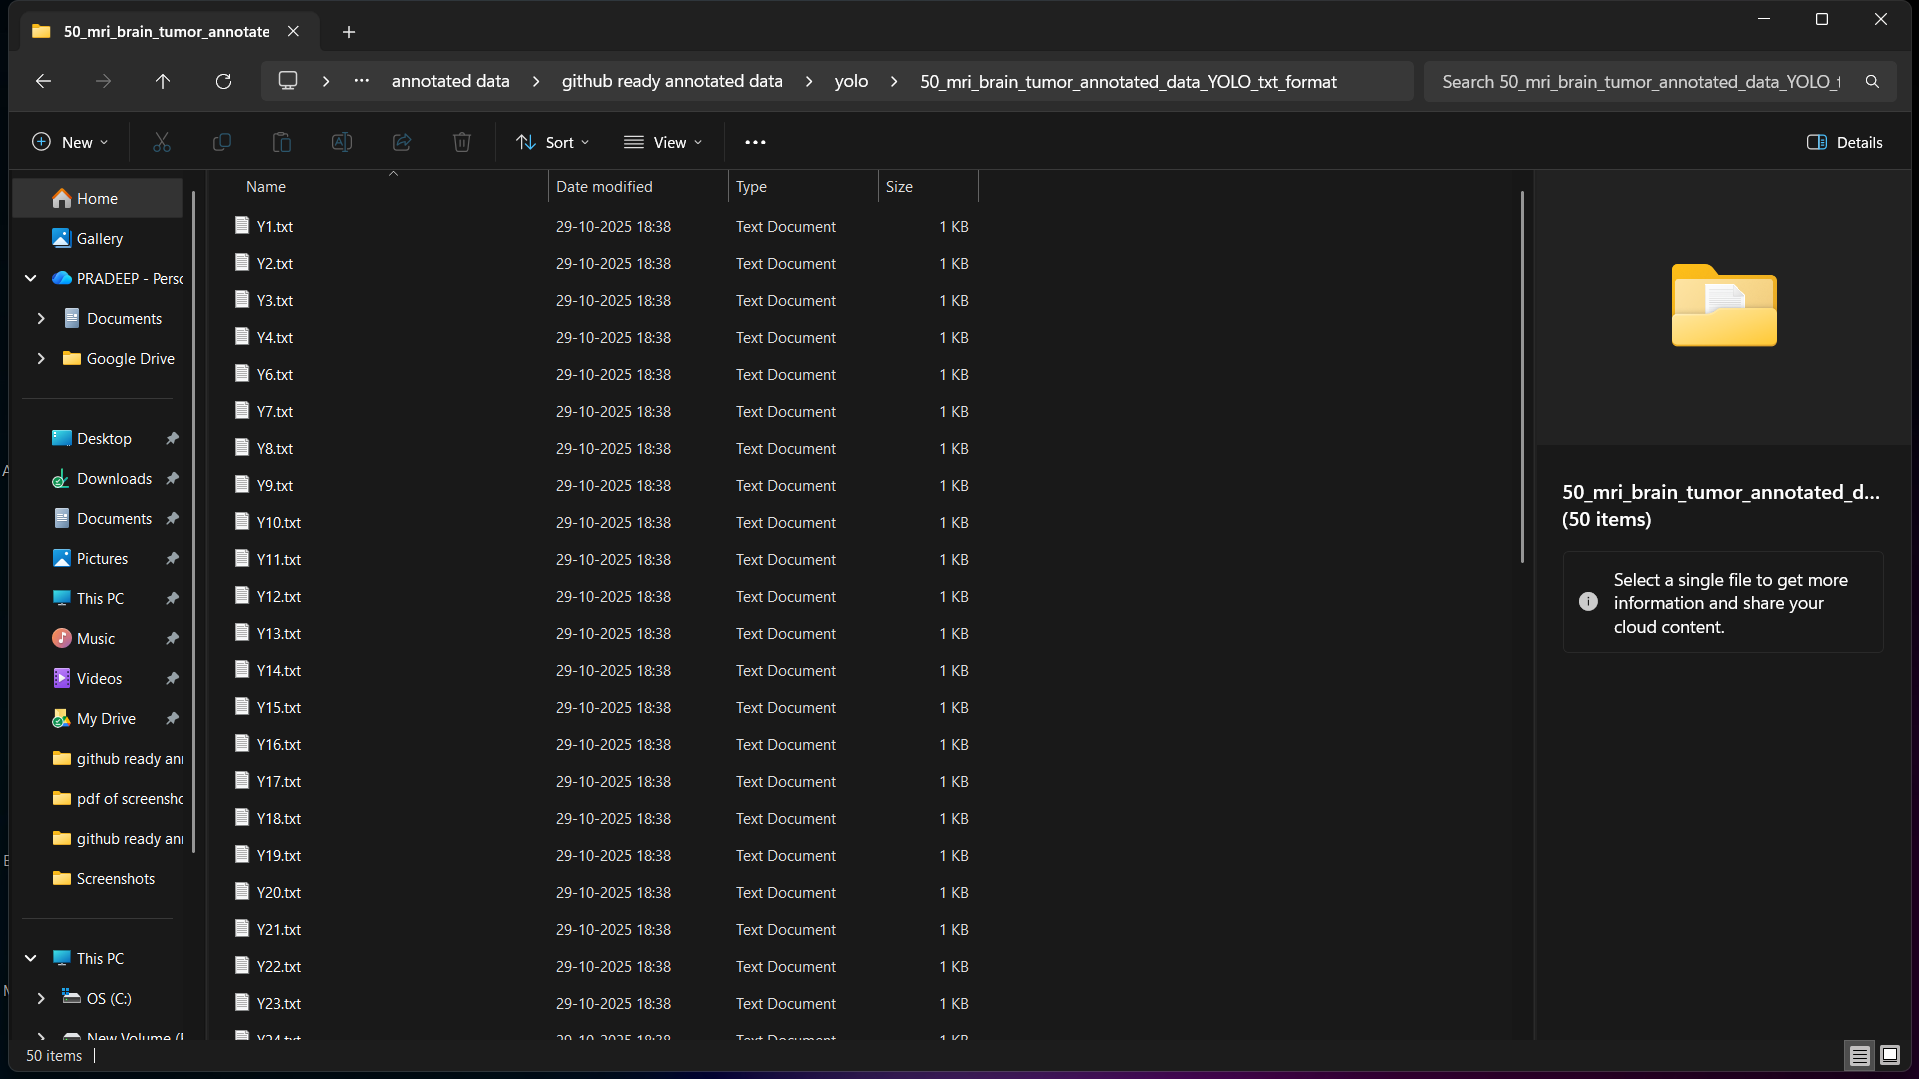 50_mri_brain_tumor_annotate
annotated data > github ready annotated data > yolo > 50_mri_brain_tumor_annotated_data_YOLO_txt_format
Search 50_mri_brain_tumor_annotated_data_YOLO_t
New
Sort
View
Details
Home
Gallery
PRADEEP - Perso
Documents
Google Drive
Desktop
Downloads
Documents
Pictures
This PC
Music
Videos
My Drive
github ready ann
pdf of screensho
github ready ann
Screenshots
This PC
OS (C:)
New Volume (
Name Date modified Type Size
Y1.txt 29-10-2025 18:38 Text Document 1 KB
Y2.txt 29-10-2025 18:38 Text Document 1 KB
Y3.txt 29-10-2025 18:38 Text Document 1 KB
Y4.txt 29-10-2025 18:38 Text Document 1 KB
Y6.txt 29-10-2025 18:38 Text Document 1 KB
Y7.txt 29-10-2025 18:38 Text Document 1 KB
Y8.txt 29-10-2025 18:38 Text Document 1 KB
Y9.txt 29-10-2025 18:38 Text Document 1 KB
Y10.txt 29-10-2025 18:38 Text Document 1 KB
Y11.txt 29-10-2025 18:38 Text Document 1 KB
Y12.txt 29-10-2025 18:38 Text Document 1 KB
Y13.txt 29-10-2025 18:38 Text Document 1 KB
Y14.txt 29-10-2025 18:38 Text Document 1 KB
Y15.txt 29-10-2025 18:38 Text Document 1 KB
Y16.txt 29-10-2025 18:38 Text Document 1 KB
Y17.txt 29-10-2025 18:38 Text Document 1 KB
Y18.txt 29-10-2025 18:38 Text Document 1 KB
Y19.txt 29-10-2025 18:38 Text Document 1 KB
Y20.txt 29-10-2025 18:38 Text Document 1 KB
Y21.txt 29-10-2025 18:38 Text Document 1 KB
Y22.txt 29-10-2025 18:38 Text Document 1 KB
Y23.txt 29-10-2025 18:38 Text Document 1 KB
Y24.txt 29-10-2025 18:38 Text Document 1 KB
50_mri_brain_tumor_annotated_d...
(50 items)
Select a single file to get more
information and share your
cloud content.
50 items